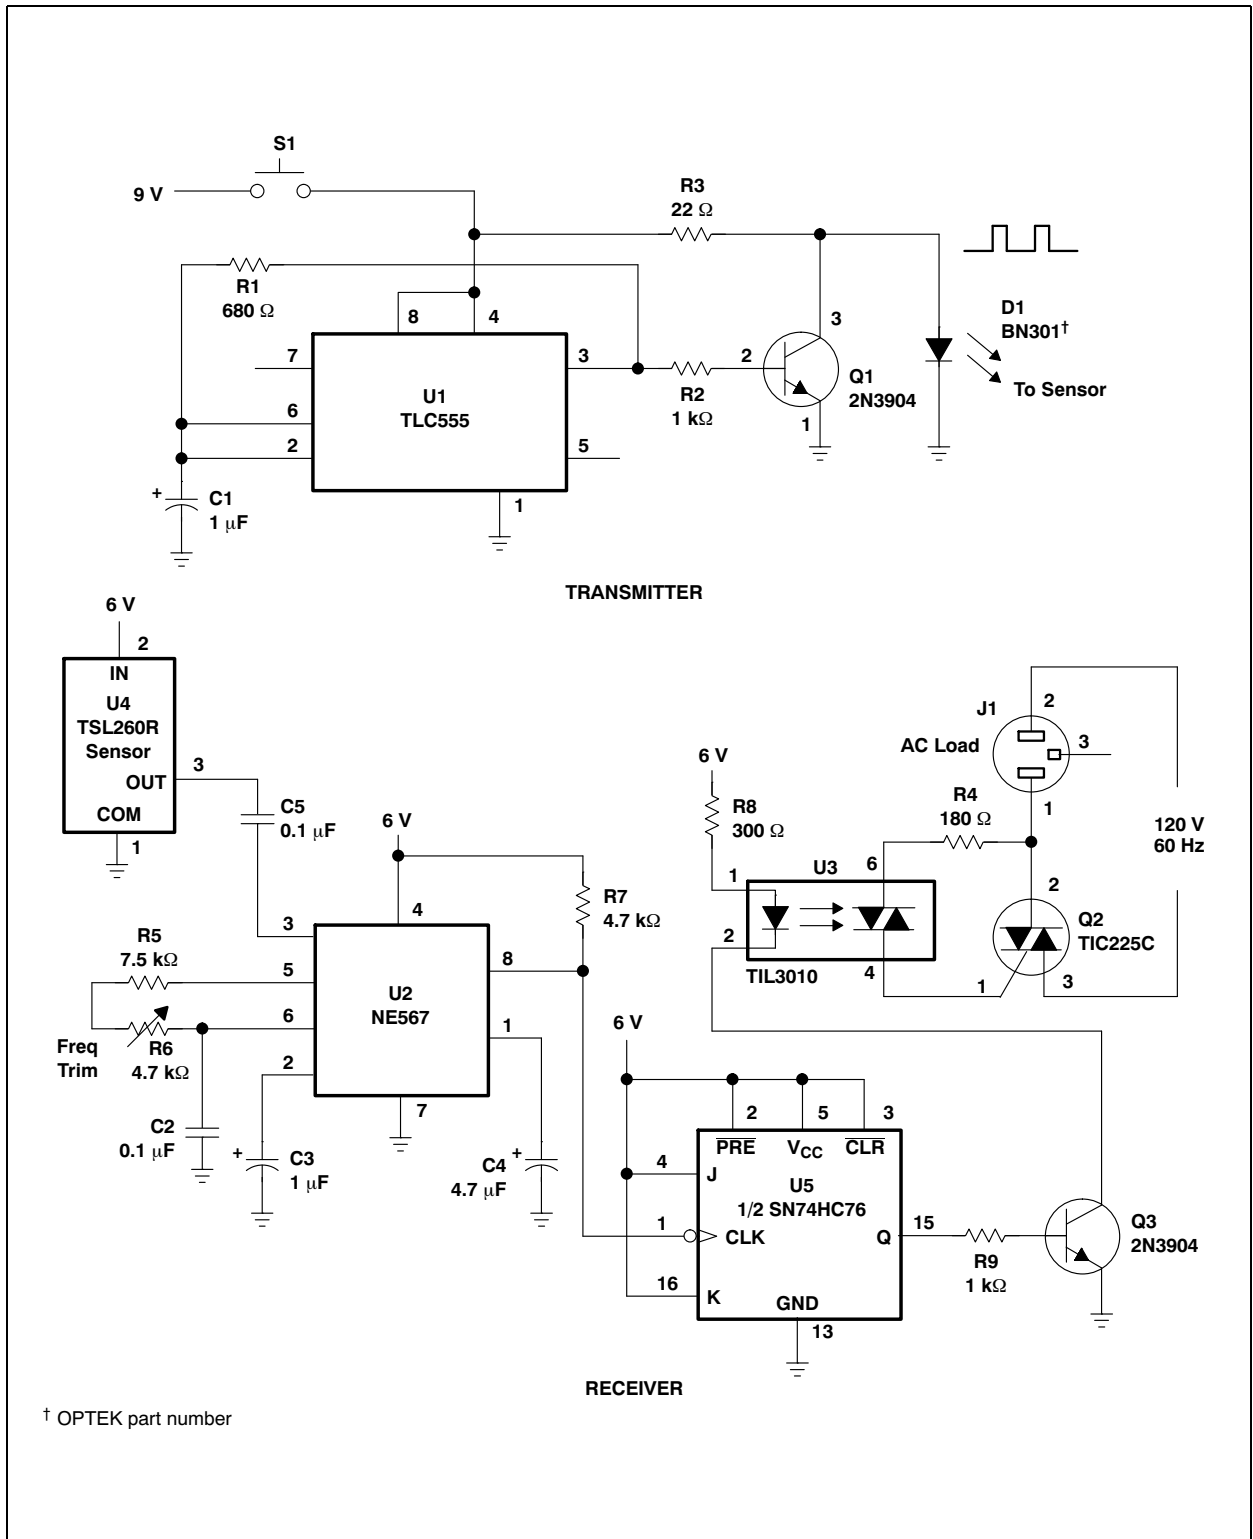 S1
9 V
R3
22 Ω
R1
680 Ω
8
4
3
D1
BN301†
7
3
2
Q1
2N3904
To Sensor
U1
TLC555
R2
1 kΩ
6
1
2
5
+
C1
1 μF
1
TRANSMITTER
6 V
2
IN
U4
TSL260R
Sensor
OUT
3
COM
1
C5
0.1 μF
6 V
4
R7
4.7 kΩ
3
R5
7.5 kΩ
5
8
U2
NE567
6
1
Freq
Trim
R6
4.7 kΩ
2
7
C2
0.1 μF
+
C3
1 μF
C4
4.7 μF
+
J1
2
AC Load
3
6 V
R8
300 Ω
R4
180 Ω
1
120 V
60 Hz
1
U3
6
2
Q2
TIC225C
2
TIL3010
4
1
3
6 V
2
5
3
PRE
VCC
CLR
4
J
U5
1/2 SN74HC76
1
CLK
Q
15
R9
1 kΩ
Q3
2N3904
16
K
GND
13
RECEIVER
† OPTEK part number